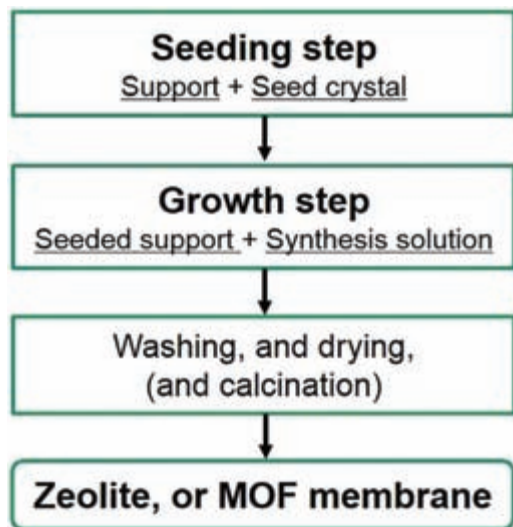 Seeding step
Support + Seed crystal
Growth step
Seeded support + Synthesis solution
Washing, and drying,
(and calcination)
Zeolite, or MOF membrane